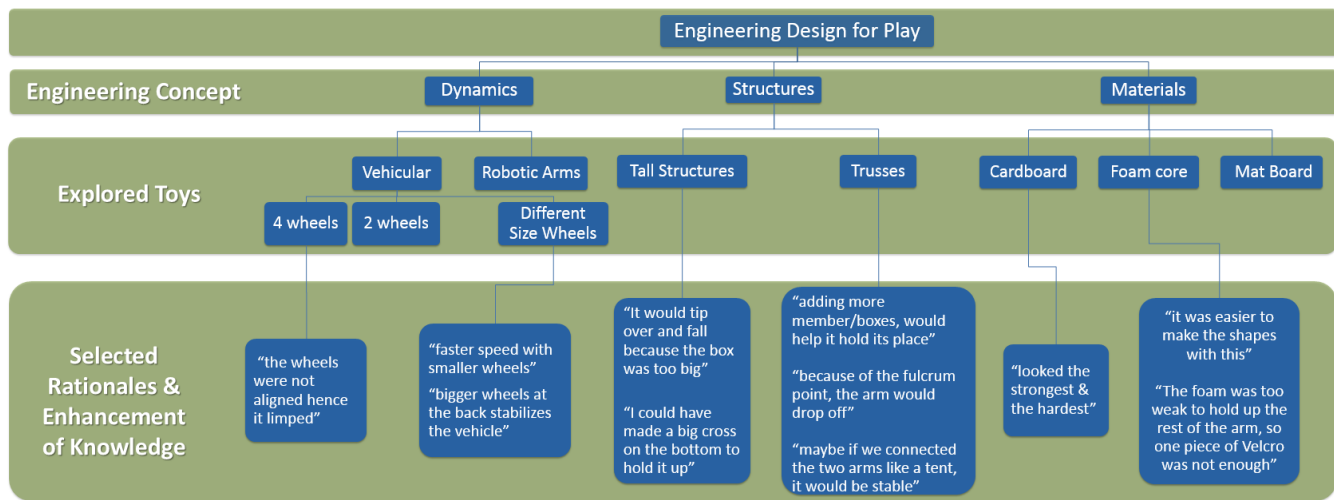 Engineering Design for Play
Engineering Concept
Dynamics
Structures
Materials
Explored Toys
Vehicular
Robotic Arms
Tall Structures
Trusses
Cardboard
Foam core
Mat Board
4 wheels
2 wheels
Different
Size Wheels
Selected
Rationales &
Enhancement
of Knowledge
“the wheels
were not
aligned hence
it limped”
“faster speed with
smaller wheels”
“bigger wheels at
the back stabilizes
the vehicle”
“It would tip
over and fall
because the box
was too big”
“I could have
made a big cross
on the bottom to
hold it up”
“adding more
member/boxes, would
help it hold its place”
“because of the fulcrum
point, the arm would
drop off”
“maybe if we connected
the two arms like a tent,
it would be stable”
“looked the
strongest &
the hardest”
“it was easier to
make the shapes
with this”
“The foam was too
weak to hold up the
rest of the arm, so
one piece of Velcro
was not enough”